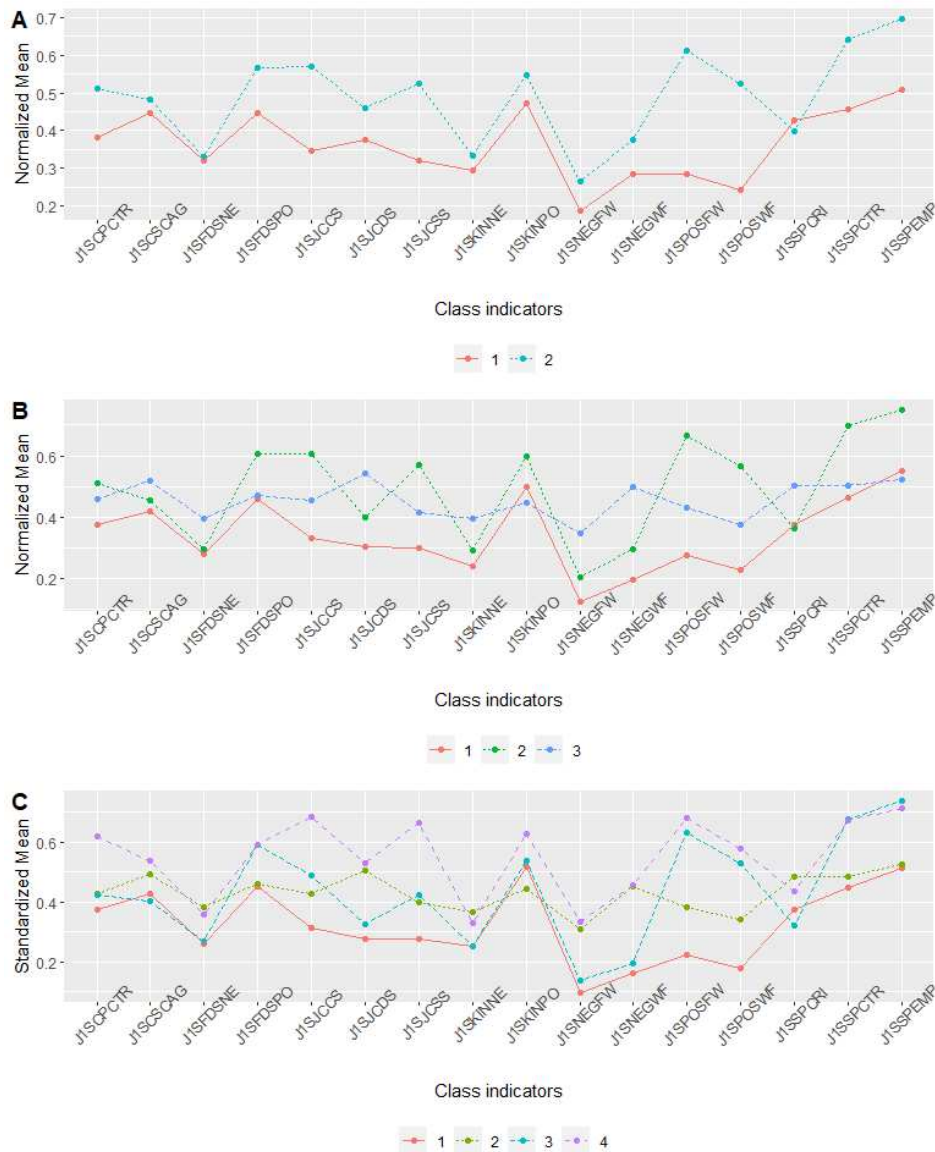 A
Normalized Mean
0.7
0.6
0.5
0.4
0.3
0.2
J1SCPCTR J1SCSCAG J1SFDSNE J1SFDSPO J1SJCCS J1SJCDS J1SJCSS J1SKINNE J1SKINPO J1SNEGFW J1SNEGWF J1SPOSFW J1SPOSWF J1SSPCRI J1SSPCTR J1SSPEMP
Class indicators
1 2
B
Normalized Mean
0.6
0.4
0.2
J1SCPCTR J1SCSCAG J1SFDSNE J1SFDSPO J1SJCCS J1SJCDS J1SJCSS J1SKINNE J1SKINPO J1SNEGFW J1SNEGWF J1SPOSFW J1SPOSWF J1SSPCRI J1SSPCTR J1SSPEMP
Class indicators
1 2 3
C
Standardized Mean
0.6
0.4
0.2
J1SCPCTR J1SCSCAG J1SFDSNE J1SFDSPO J1SJCCS J1SJCDS J1SJCSS J1SKINNE J1SKINPO J1SNEGFW J1SNEGWF J1SPOSFW J1SPOSWF J1SSPCRI J1SSPCTR J1SSPEMP
Class indicators
1 2 3 4